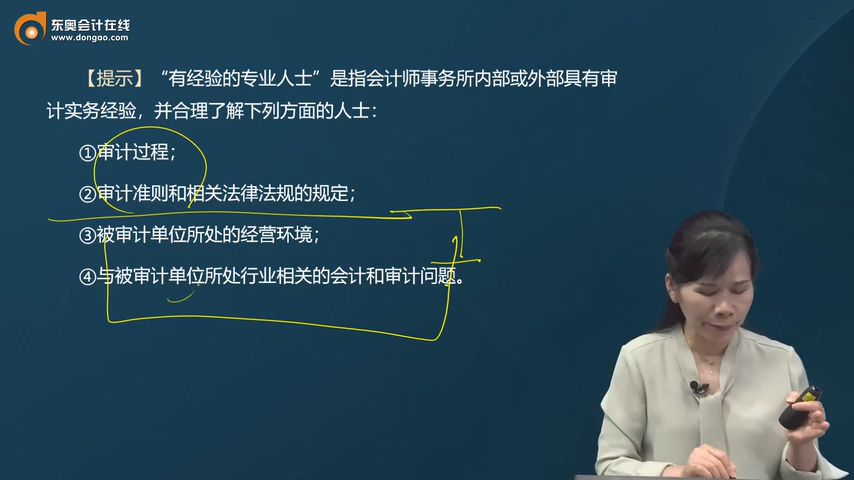 东奥会计在线
www.dongao.com
【提示】“有经验的专业人士”是指会计师事务所内部或外部具有审
计实务经验，并合理了解下列方面的人士：
①审计过程；
②审计准则和相关法律法规的规定；
③被审计单位所处的经营环境；
④与被审计单位所处行业相关的会计和审计问题。